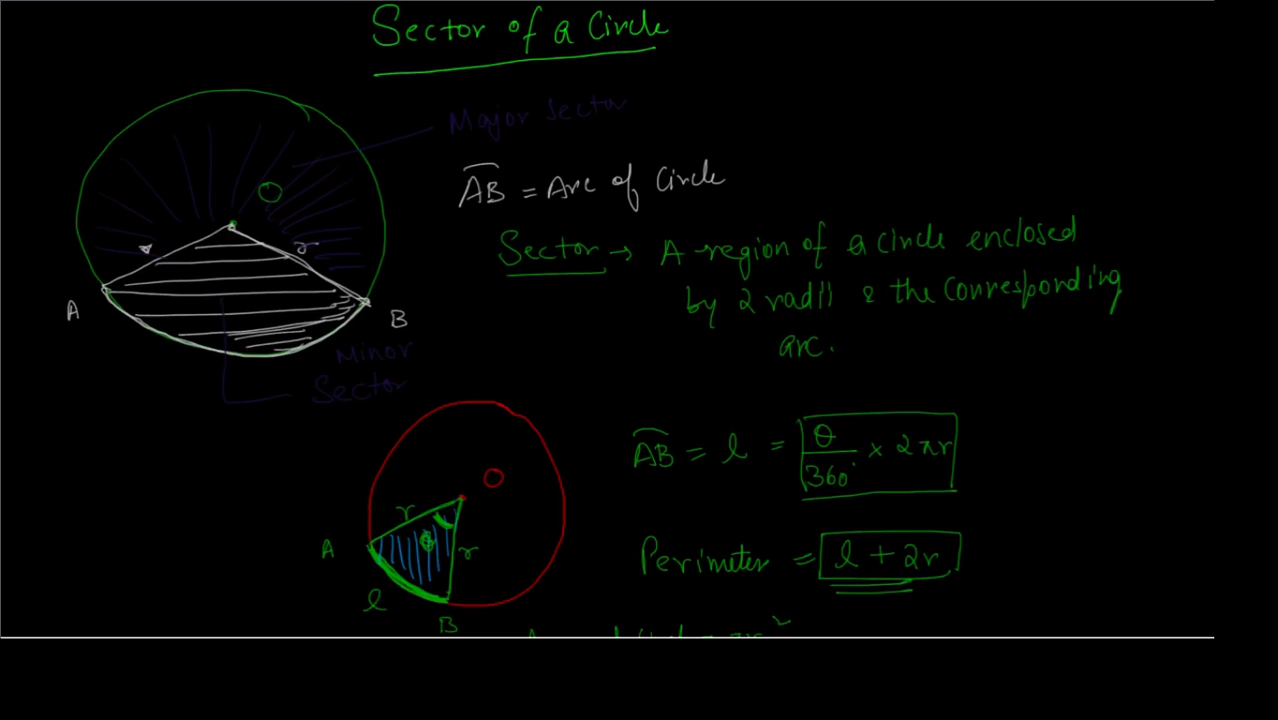 Sector of a Circle
Major Sector
AB = Arc of Circle
O
r
r
A
B
Sector → A region of a circle enclosed
by 2 radii & the corresponding
arc.
Minor
Sector
O
r
θ
r
A
l
B
AB = l = θ/360° × 2πr
Perimeter = l + 2r